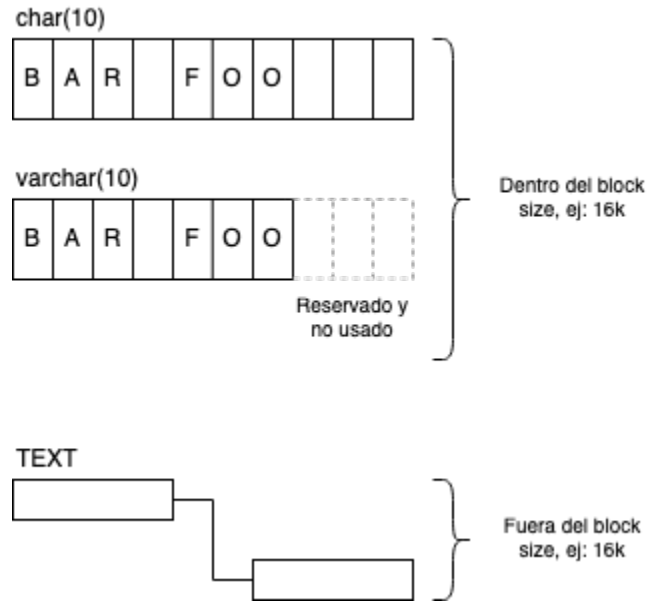 char(10)
B A R F O O
varchar(10)
B A R F O O
Reservado y
no usado
Dentro del block
size, ej: 16k
TEXT
Fuera del block
size, ej: 16k